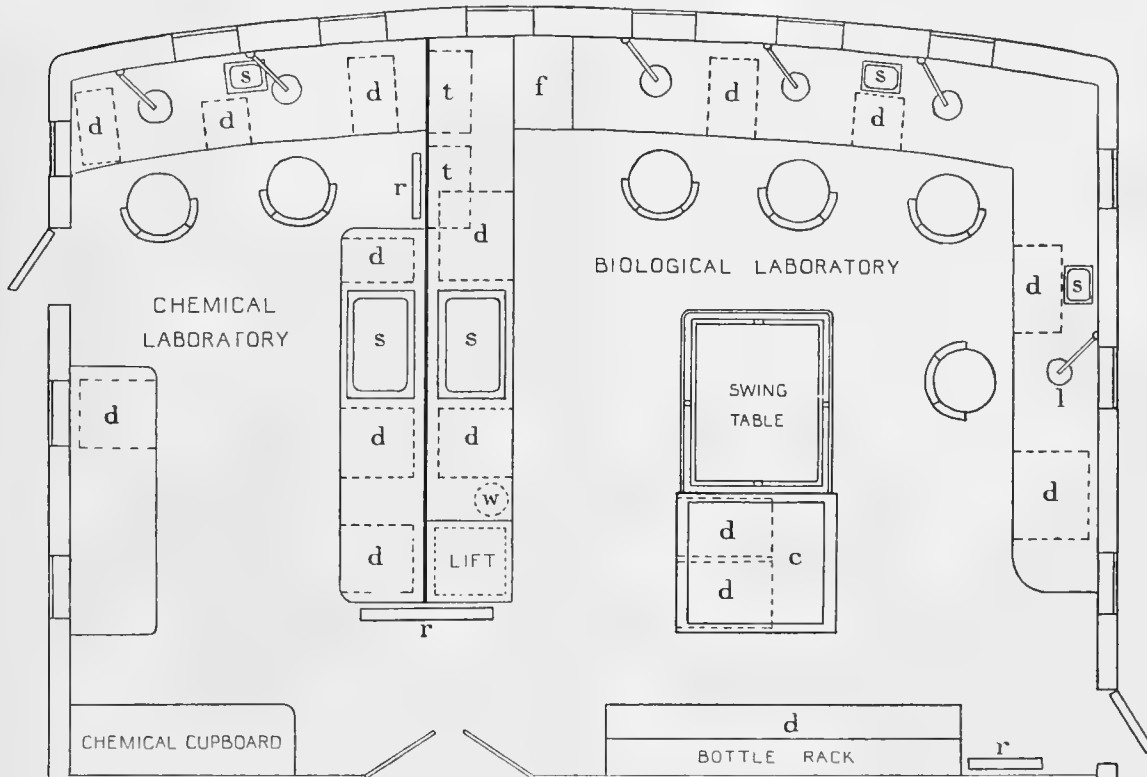 s
d
d
d
t
f
d
s
d
t
r
d
BIOLOGICAL LABORATORY
d
d
s
CHEMICAL
LABORATORY
s
s
SWING
TABLE
l
d
d
d
w
d
d
c
d
LIFT
d
r
d
CHEMICAL CUPBOARD
BOTTLE RACK
r